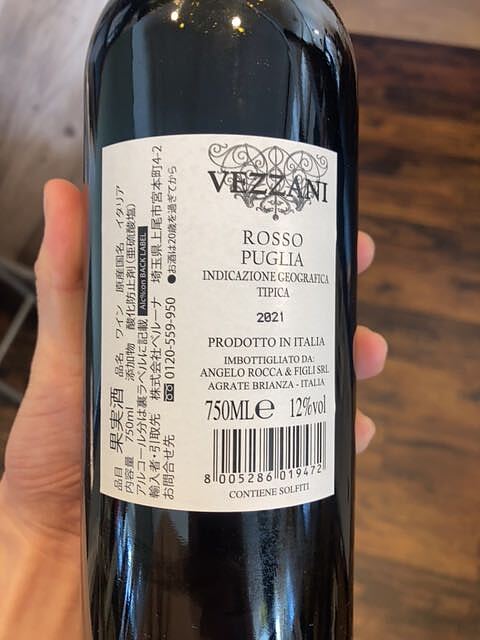 VEZZANI
ROSSO
PUGLIA
INDICAZIONE GEOGRAFICA
TIPICA
2021
PRODOTTO IN ITALIA
IMBOTTIGLIATO DA:
ANGELO ROCCA & FIGLI SRL
AGRATE BRIANZA - ITALIA
750MLe 12%vol
8 005286 019472
CONTIENE SOLFITI
品目 果実酒 品名 ワイン 原産国名 イタリア
内容量 750ml 添加物 酸化防止剤(亜硫酸塩)
アルコール分は裏ラベルに記載 Alc%on BACK LABEL
輸入者・引取先 株式会社ベルーナ 埼玉県上尾市宮本町4-2
お問合せ先 0120-559-950 ●お酒は20歳を過ぎてから